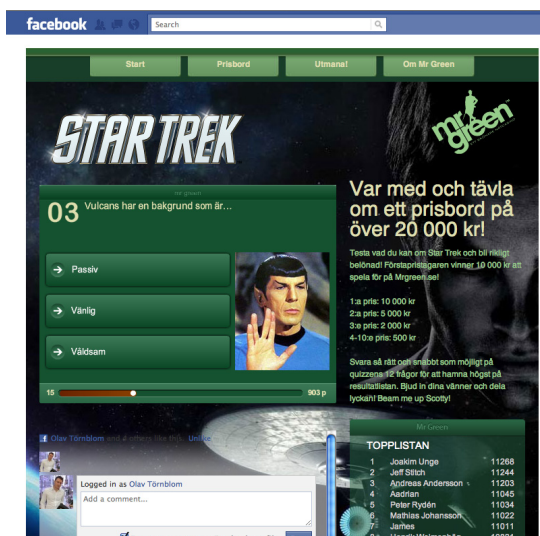 facebook
Search
Start
Prisbord
Utmana!
Om Mr Green
STAR TREK
mr green
mr green
03 Vulcans har en bakgrund som är...
Passiv
Vänlig
Våldsam
15
903 p
Var med och tävla
om ett prisbord på
över 20 000 kr!
Testa vad du kan om Star Trek och bli rikligt
belönad! Förstapristagaren vinner 10 000 kr att
spela för på Mrgreen.se!
1:a pris: 10 000 kr
2:a pris: 5 000 kr
3:e pris: 2 000 kr
4-10:e pris: 500 kr
Svara så rätt och snabbt som möjligt på
quizzens 12 frågor för att hamna högst på
resultatlistan. Bjud in dina vänner och dela
lyckan! Beam me up Scotty!
Olav Törnblom and 4 others like this. Unlike
Logged in as Olav Törnblom
Add a comment...
Mr Green
TOPPLISTAN
1 Joakim Unge 11268
2 Jeff Stitch 11244
3 Andreas Andersson 11203
4 Aadrian 11045
5 Peter Rydén 11034
6 Mathias Johansson 11022
7 James 11011